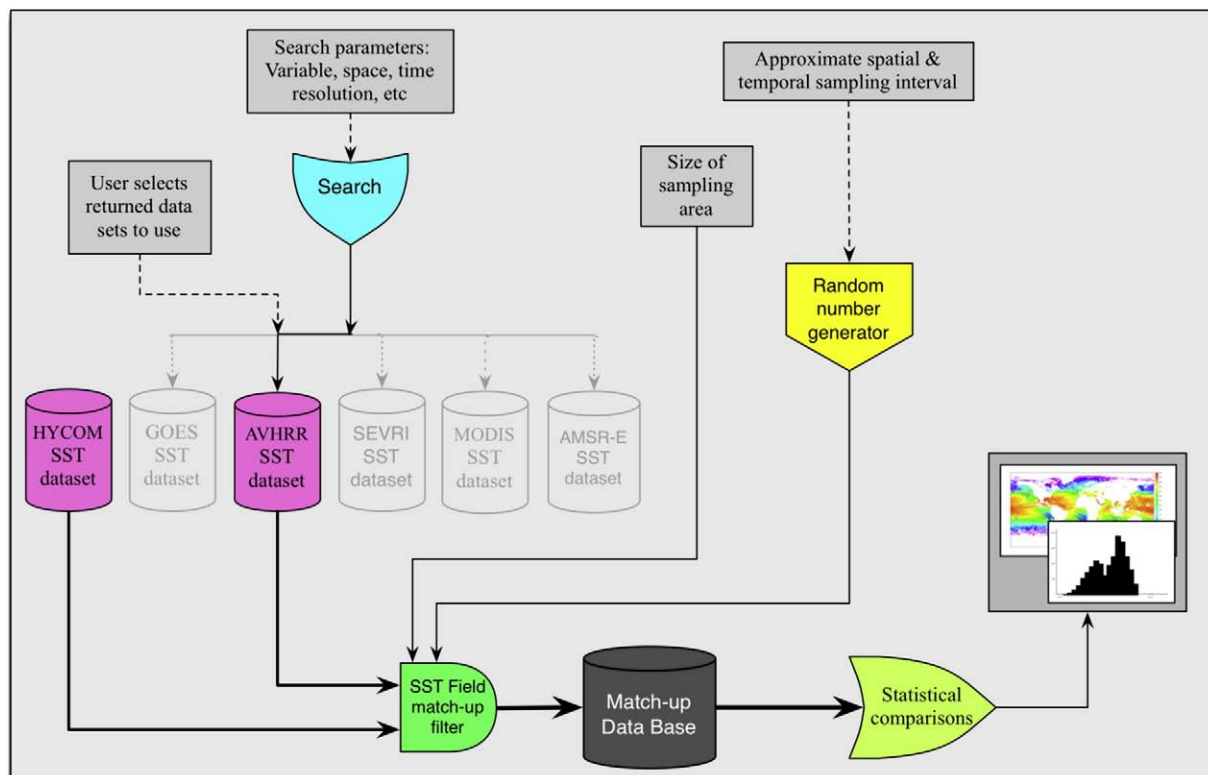 Search parameters:
Variable, space, time
resolution, etc
Approximate spatial &
temporal sampling interval
User selects
returned data
sets to use
Search
Size of
sampling
area
Random
number
generator
HYCOM
SST
dataset
GOES
SST
dataset
AVHRR
SST
dataset
SEVRI
SST
dataset
MODIS
SST
dataset
AMSR-E
SST
dataset
SST Field
match-up
filter
Match-up
Data Base
Statistical
comparisons